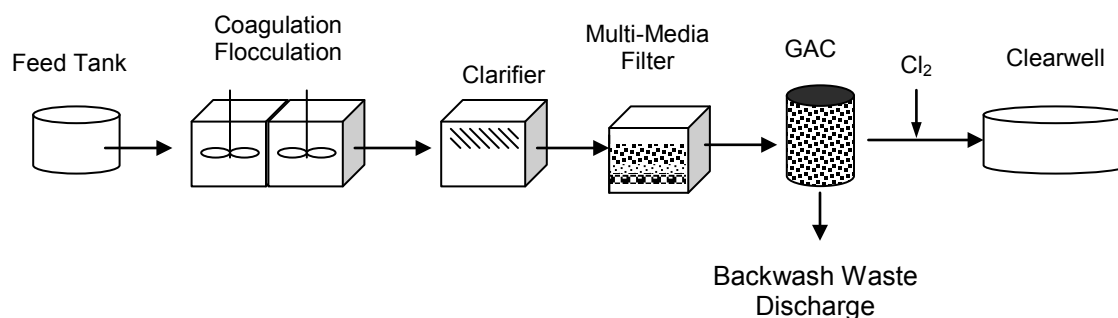 Feed Tank
Coagulation
Flocculation
Clarifier
Multi-Media
Filter
GAC
Cl₂
Clearwell
Backwash Waste
Discharge